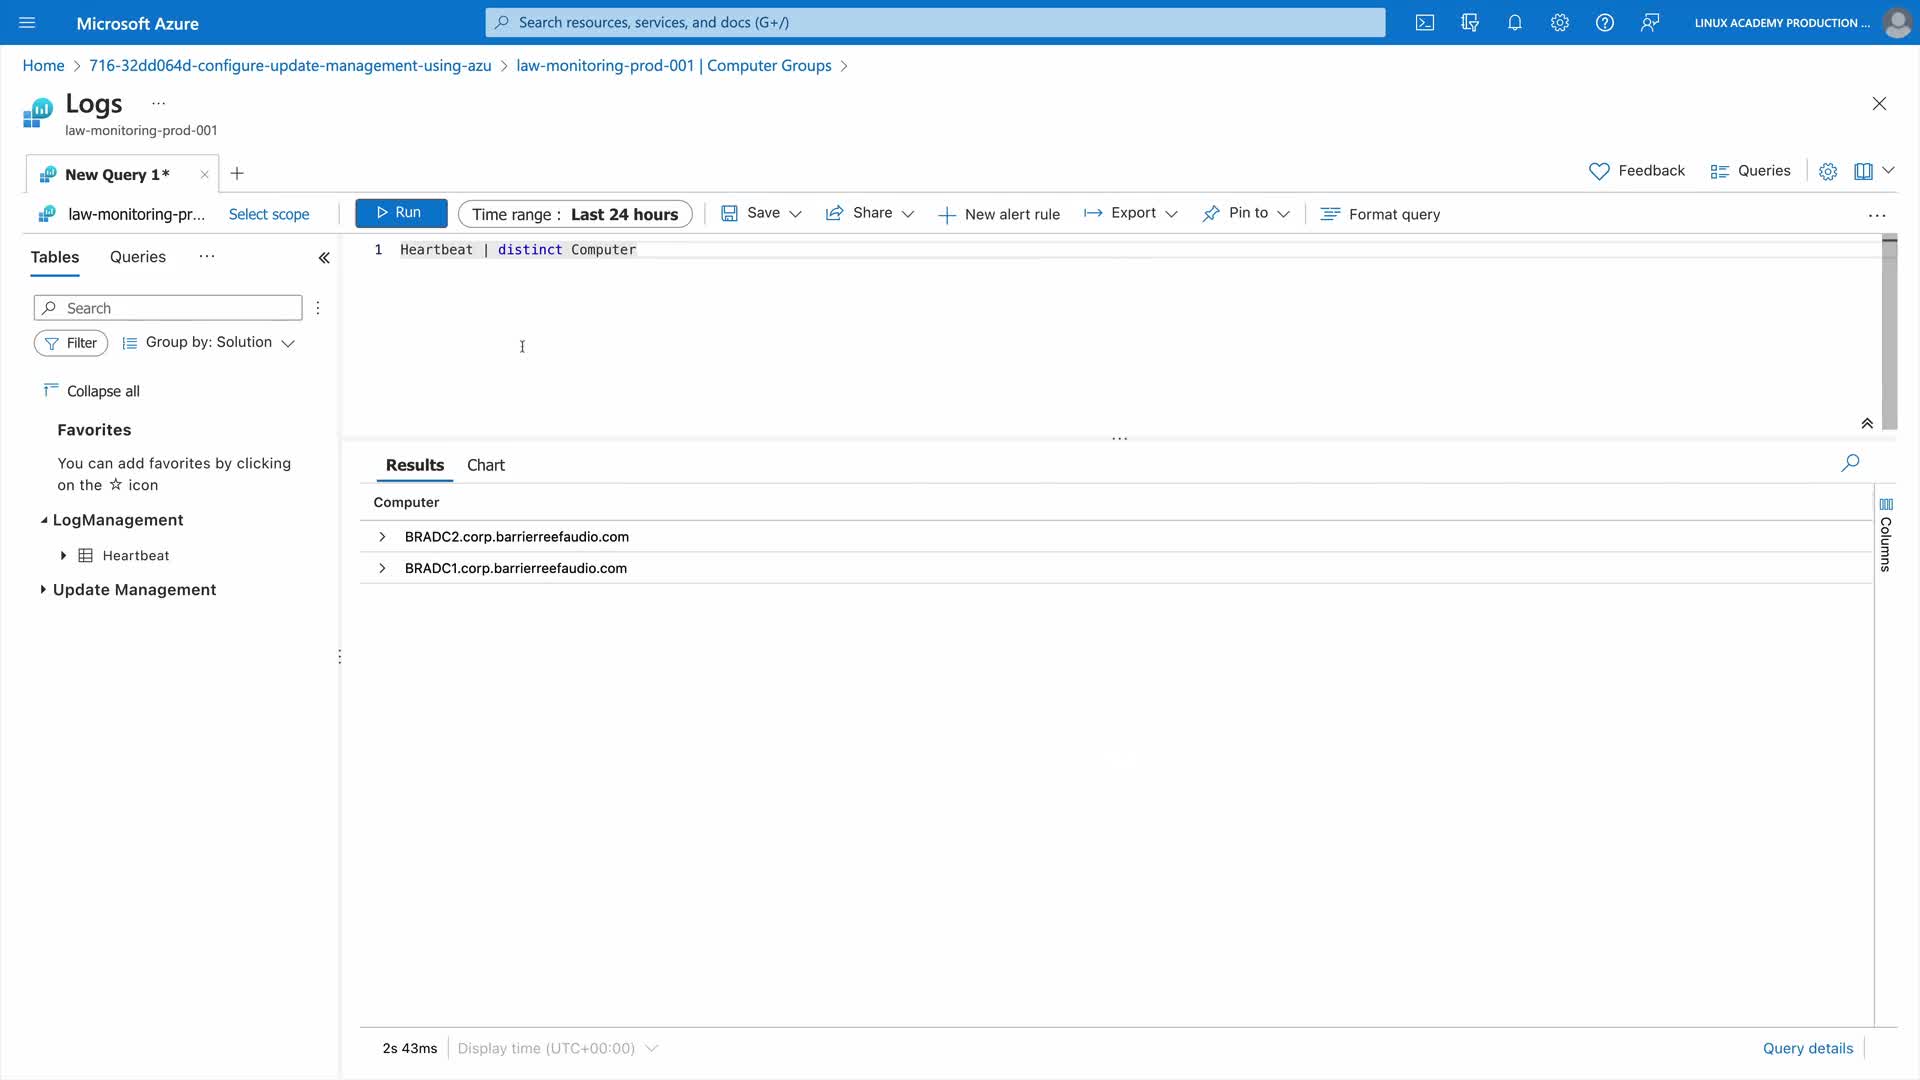 Microsoft Azure
Search resources, services, and docs (G+/)
LINUX ACADEMY PRODUCTION ...
Home > 716-32dd064d-configure-update-management-using-azu > law-monitoring-prod-001 | Computer Groups >
Logs ...
law-monitoring-prod-001
New Query 1*
Feedback
Queries
law-monitoring-pr...
Select scope
Run
Time range : Last 24 hours
Save
Share
New alert rule
Export
Pin to
Format query
...
Tables
Queries
...
1 Heartbeat | distinct Computer
Search
Filter
Group by: Solution
Collapse all
Favorites
You can add favorites by clicking
on the ☆ icon
LogManagement
Heartbeat
Update Management
Results
Chart
Computer
BRADC2.corp.barrierreefaudio.com
BRADC1.corp.barrierreefaudio.com
Columns
2s 43ms
Display time (UTC+00:00)
Query details